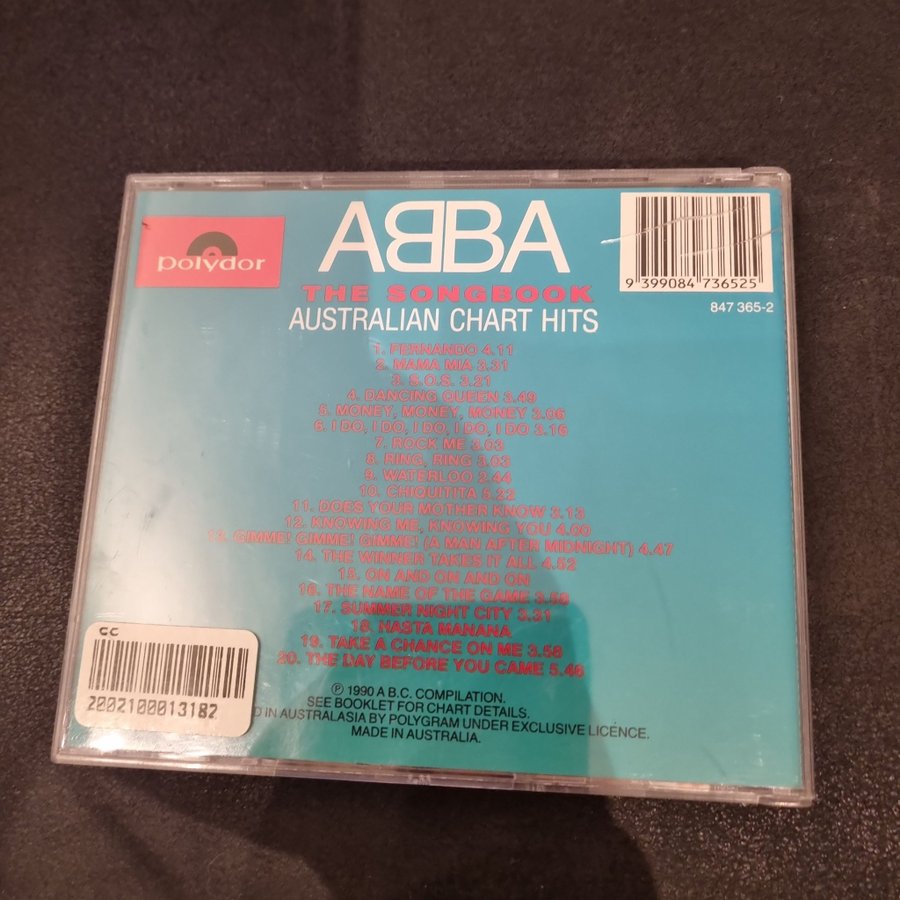 polydor
ABBA
THE SONGBOOK
AUSTRALIAN CHART HITS
9 399084 736525
847 365-2
1. FERNANDO 4.11
2. MAMA MIA 3.31
3. S.O.S. 3.21
4. DANCING QUEEN 3.49
5. MONEY, MONEY, MONEY 3.06
6. I DO, I DO, I DO, I DO, I DO 3.16
7. ROCK ME 3.03
8. RING, RING 3.03
9. WATERLOO 2.44
10. CHIQUITITA 5.22
11. DOES YOUR MOTHER KNOW 3.13
12. KNOWING ME, KNOWING YOU 4.00
13. GIMME! GIMME! GIMME! (A MAN AFTER MIDNIGHT) 4.47
14. THE WINNER TAKES IT ALL 4.52
15. ON AND ON AND ON
16. THE NAME OF THE GAME 3.58
17. SUMMER NIGHT CITY 3.31
18. HASTA MANANA
19. TAKE A CHANCE ON ME 3.58
20. THE DAY BEFORE YOU CAME 5.46
℗ 1990 A B.C. COMPILATION.
SEE BOOKLET FOR CHART DETAILS.
IN AUSTRALASIA BY POLYGRAM UNDER EXCLUSIVE LICENCE.
MADE IN AUSTRALIA.
CC
2002100013182